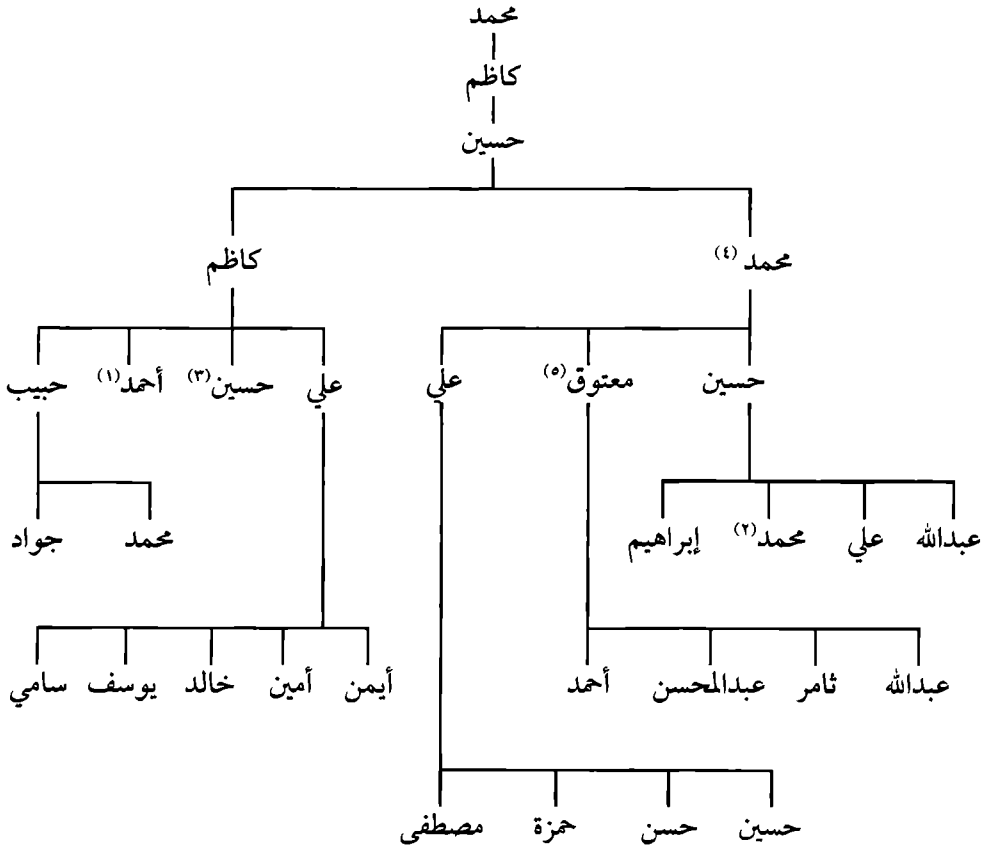 محمد
كاظم
حسين
محمد (٤) كاظم
حسين معتوق (٥) علي علي حسين (٣) أحمد (١) حبيب
عبدالله علي محمد (٢) إبراهيم محمد جواد
عبدالله ثامر عبدالمحسن أحمد أيمن أمين خالد يوسف سامي
حسين حسن حمزة مصطفى